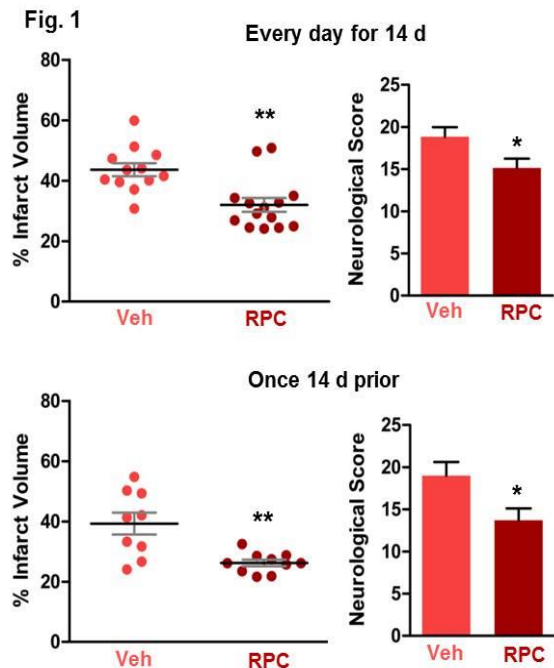 Fig. 1
Every day for 14 d
% Infarct Volume
80
60
40
20
0
**
Veh
RPC
Neurological Score
25
20
15
10
5
0
*
Veh
RPC
Once 14 d prior
% Infarct Volume
80
60
40
20
0
**
Veh
RPC
Neurological Score
25
20
15
10
5
0
*
Veh
RPC